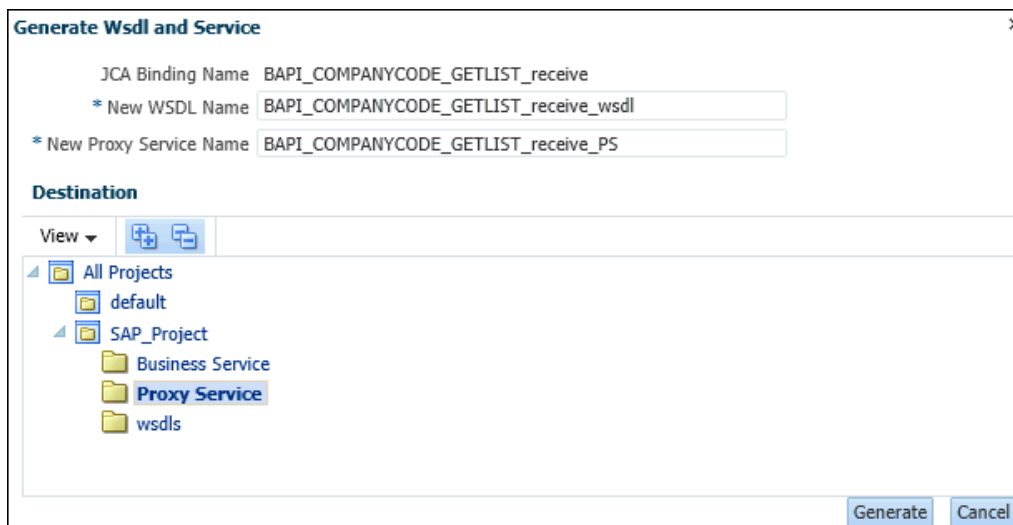 Generate Wsdl and Service
JCA Binding Name BAPI_COMPANYCODE_GETLIST_receive
* New WSDL Name BAPI_COMPANYCODE_GETLIST_receive_wsdl
* New Proxy Service Name BAPI_COMPANYCODE_GETLIST_receive_PS
Destination
View
All Projects
default
SAP_Project
Business Service
Proxy Service
wsdls
Generate Cancel